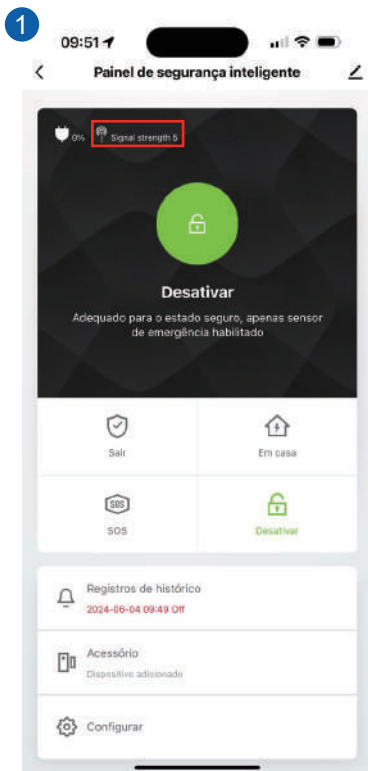 1
09:51
Painel de segurança inteligente
0% Signal strength 5
Desativar
Adequado para o estado seguro, apenas sensor
de emergência habilitado
Sair Em casa
SOS
SOS Desativar
Registros de histórico
2024-06-04 09:49 Off
Acessório
Dispositivo adicionado
Configurar